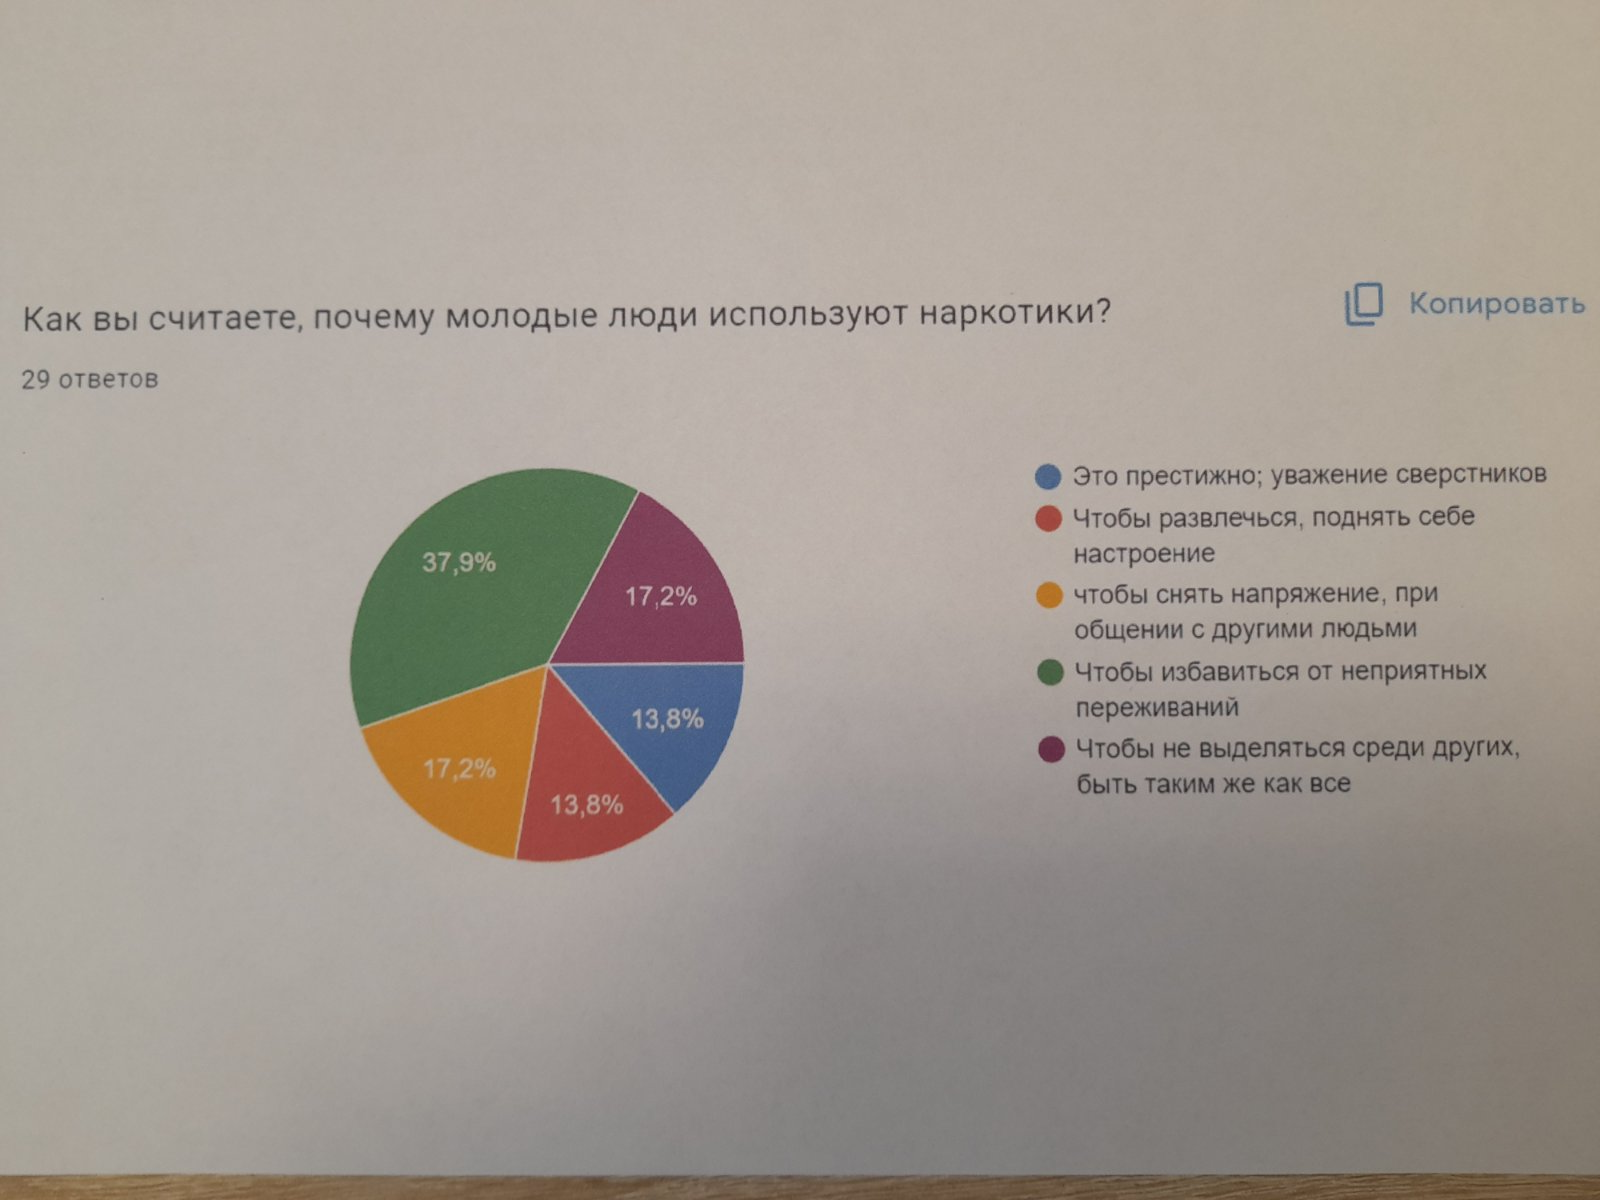 Как вы считаете, почему молодые люди используют наркотики?
Копировать
29 ответов
37,9%
17,2%
13,8%
17,2%
13,8%
Это престижно; уважение сверстников
Чтобы развлечься, поднять себе
настроение
чтобы снять напряжение, при
общении с другими людьми
Чтобы избавиться от неприятных
переживаний
Чтобы не выделяться среди других,
быть таким же как все